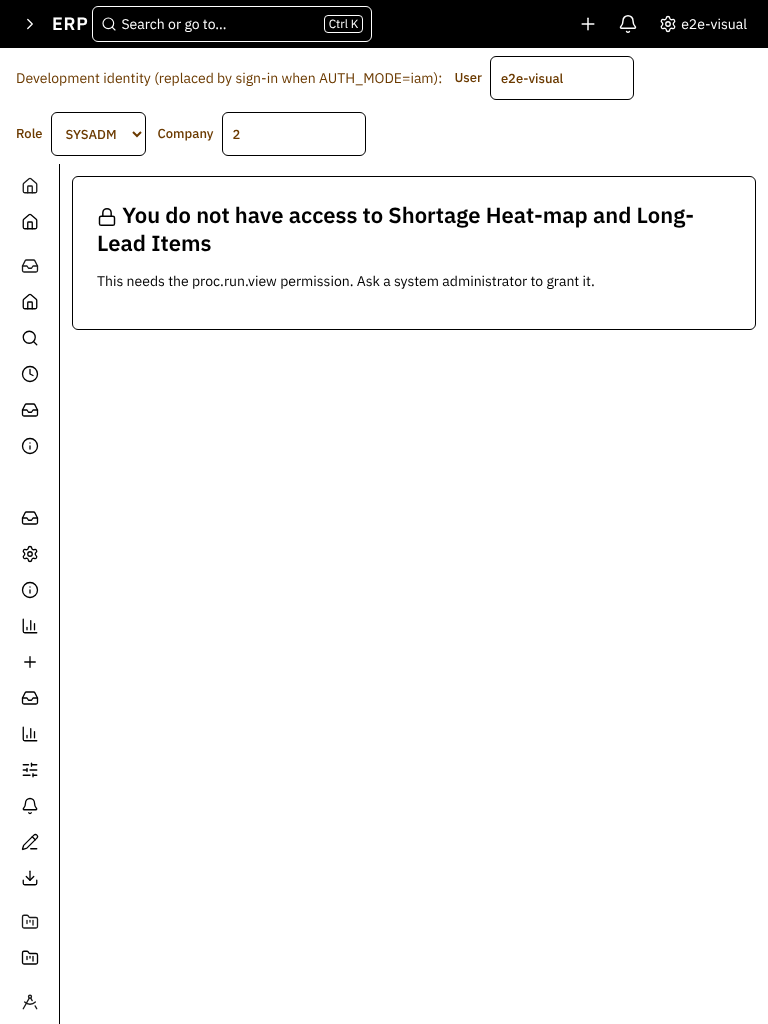 ERP Search or go to... Ctrl K e2e-visual
Development identity (replaced by sign-in when AUTH_MODE=iam): User e2e-visual
Role SYSADM Company 2
You do not have access to Shortage Heat-map and Long-
Lead Items
This needs the proc.run.view permission. Ask a system administrator to grant it.